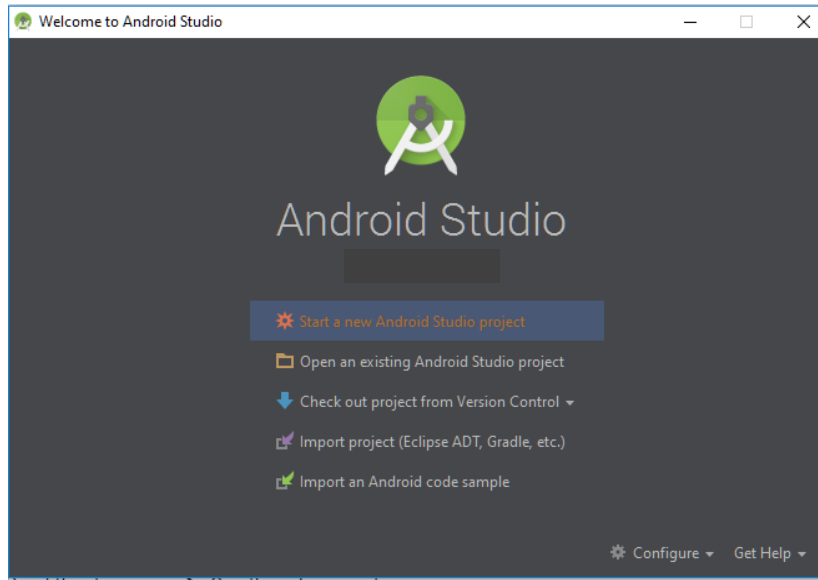 Welcome to Android Studio
Android Studio
Start a new Android Studio project
Open an existing Android Studio project
Check out project from Version Control
Import project (Eclipse ADT, Gradle, etc.)
Import an Android code sample
Configure
Get Help